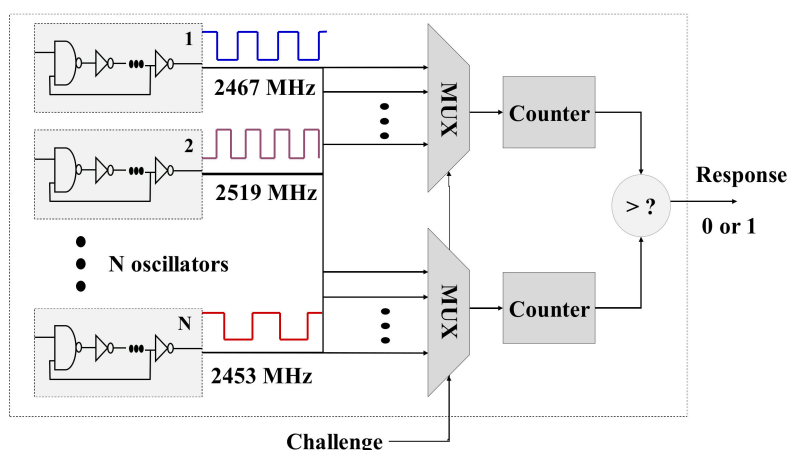 1
2467 MHz
MUX
Counter
2
2519 MHz
> ?
Response
0 or 1
N oscillators
N
2453 MHz
MUX
Counter
Challenge